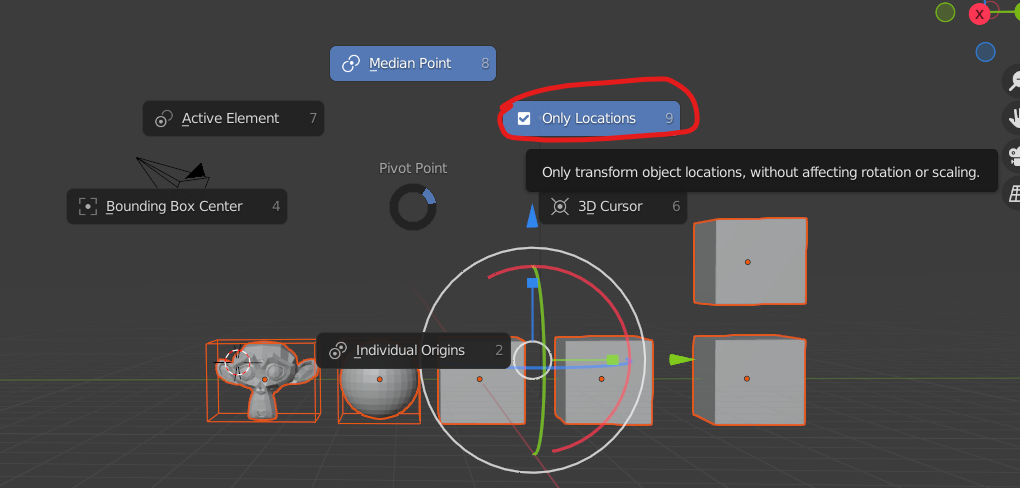 X
Median Point 8
Active Element 7
Only Locations 9
Pivot Point
Only transform object locations, without affecting rotation or scaling.
Bounding Box Center 4
3D Cursor 6
Individual Origins 2